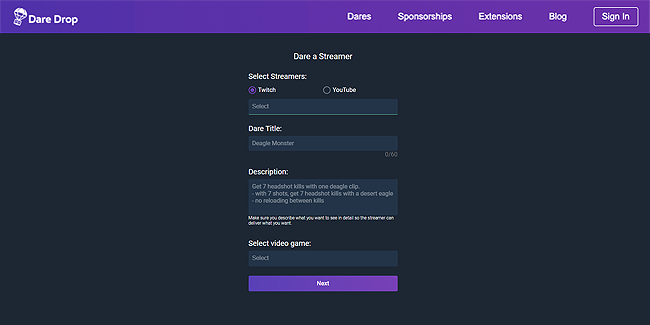 Dare Drop
Dares
Sponsorships
Extensions
Blog
Sign In
Dare a Streamer
Select Streamers:
Twitch
YouTube
Select
Dare Title:
Deagle Monster
0/60
Description:
Get 7 headshot kills with one deagle clip.
- with 7 shots, get 7 headshot kills with a desert eagle
- no reloading between kills
Make sure you describe what you want to see in detail so the streamer can
deliver what you want.
Select video game:
Select
Next